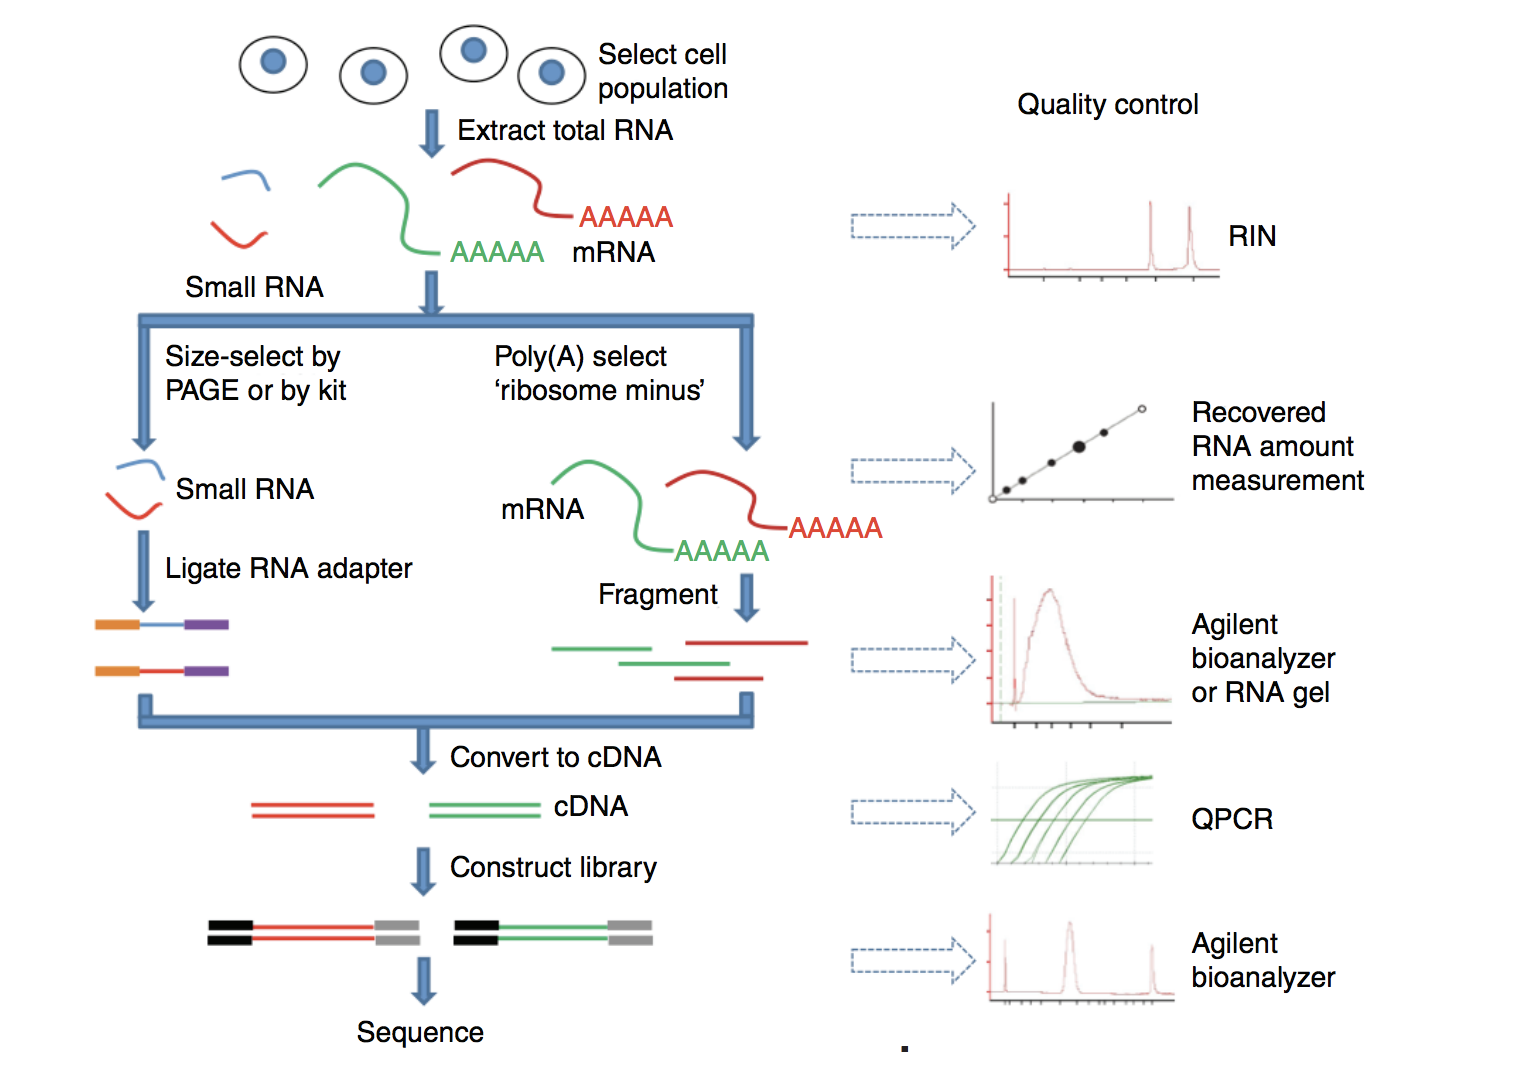 Select cell
population
Quality control
Extract total RNA
AAAAA
AAAAA
mRNA
RIN
Small RNA
Size-select by
PAGE or by kit
Poly(A) select
‘ribosome minus’
Recovered
RNA amount
measurement
Small RNA
mRNA
AAAAA
AAAAA
Ligate RNA adapter
Fragment
Agilent
bioanalyzer
or RNA gel
Convert to cDNA
cDNA
QPCR
Construct library
Agilent
bioanalyzer
Sequence